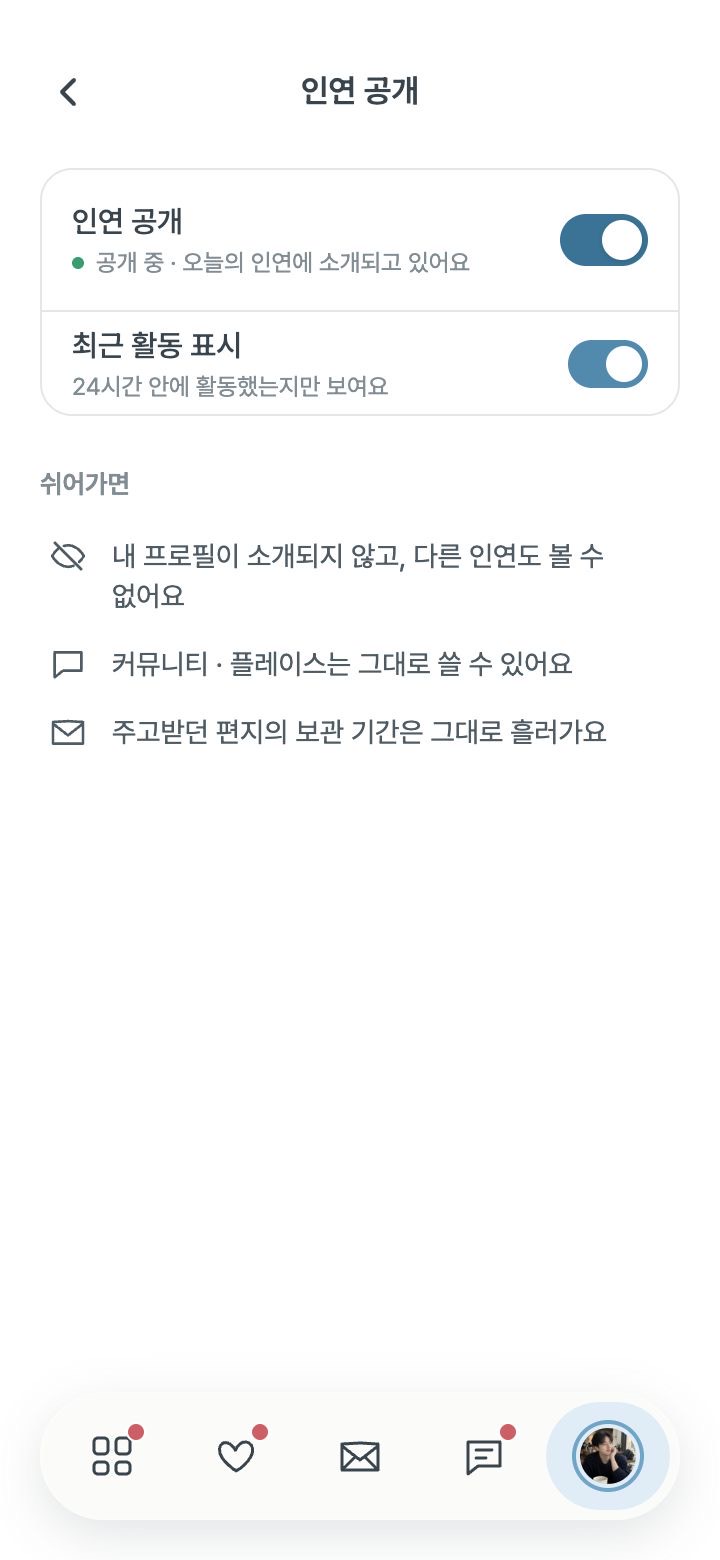 인연 공개
인연 공개
공개 중 · 오늘의 인연에 소개되고 있어요
최근 활동 표시
24시간 안에 활동했는지만 보여요
쉬어가면
내 프로필이 소개되지 않고, 다른 인연도 볼 수
없어요
커뮤니티 · 플레이스는 그대로 쓸 수 있어요
주고받던 편지의 보관 기간은 그대로 흘러가요